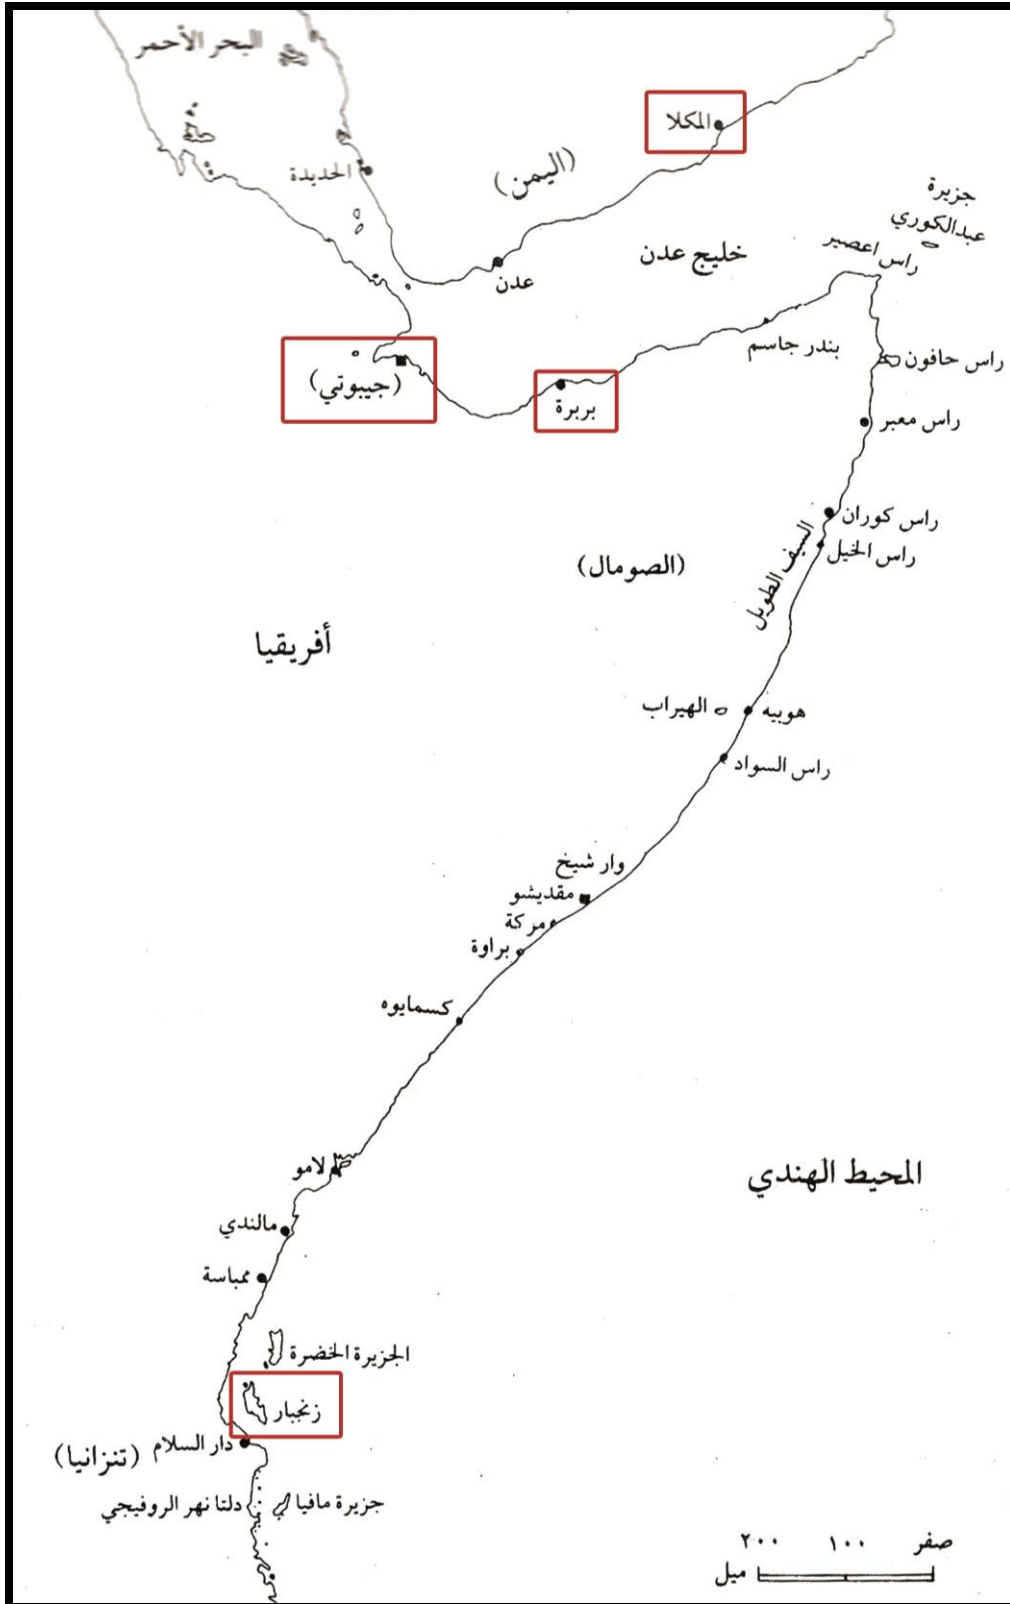 البحر الأحمر
المكلا
الحديدة
(اليمن)
جزيرة
عبدالكوري
راس اعصير
خليج عدن
عدن
بندر جاسم
راس حافون
(جيبوتي)
بربرة
راس معبر
راس كوران
راس الخيل
السيف الطويل
(الصومال)
أفريقيا
الهيراب
هوبيه
راس السواد
وار شيخ
مقديشو
مركة
براوة
كسمايوه
لامو
المحيط الهندي
مالندي
ممباسة
الجزيرة الخضرة
زنجبار
دار السلام
(تنزانيا)
جزيرة مافيا
دلتا نهر الروفيجي
صفر ١٠٠ ٢٠٠
ميل